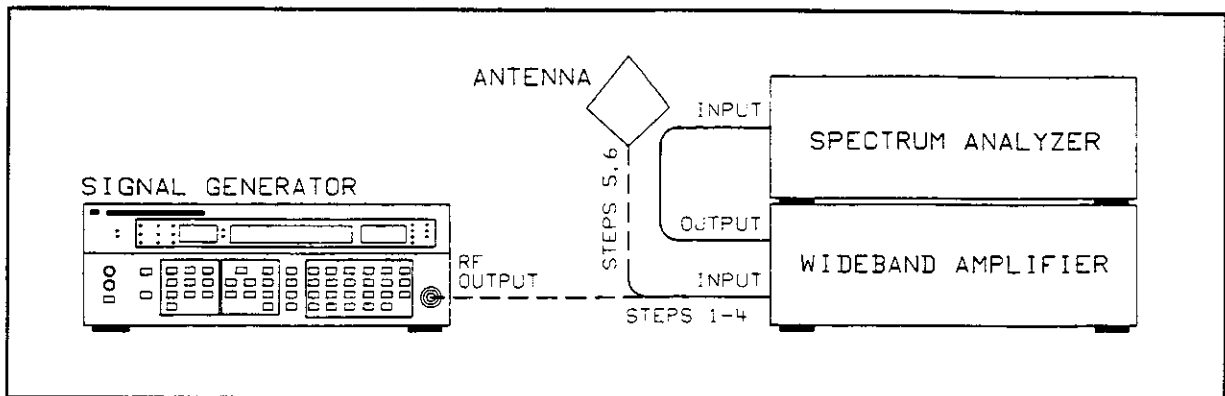 ANTENNA
INPUT
SPECTRUM ANALYZER
STEPS 5,6
SIGNAL GENERATOR
OUTPUT
WIDEBAND AMPLIFIER
RF
OUTPUT
INPUT
STEPS 1-4